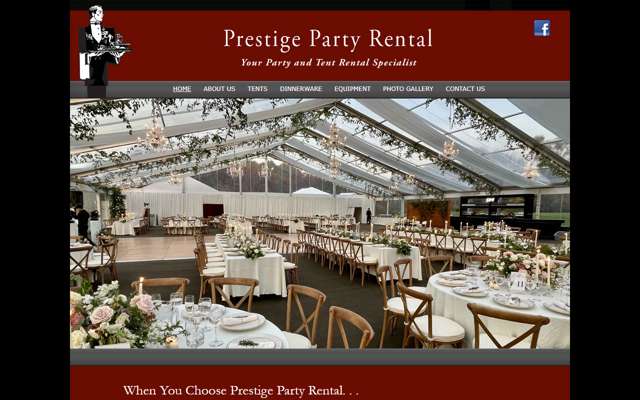 Prestige Party Rental
Your Party and Tent Rental Specialist
HOME ABOUT US TENTS DINNERWARE EQUIPMENT PHOTO GALLERY CONTACT US
When You Choose Prestige Party Rental. . .